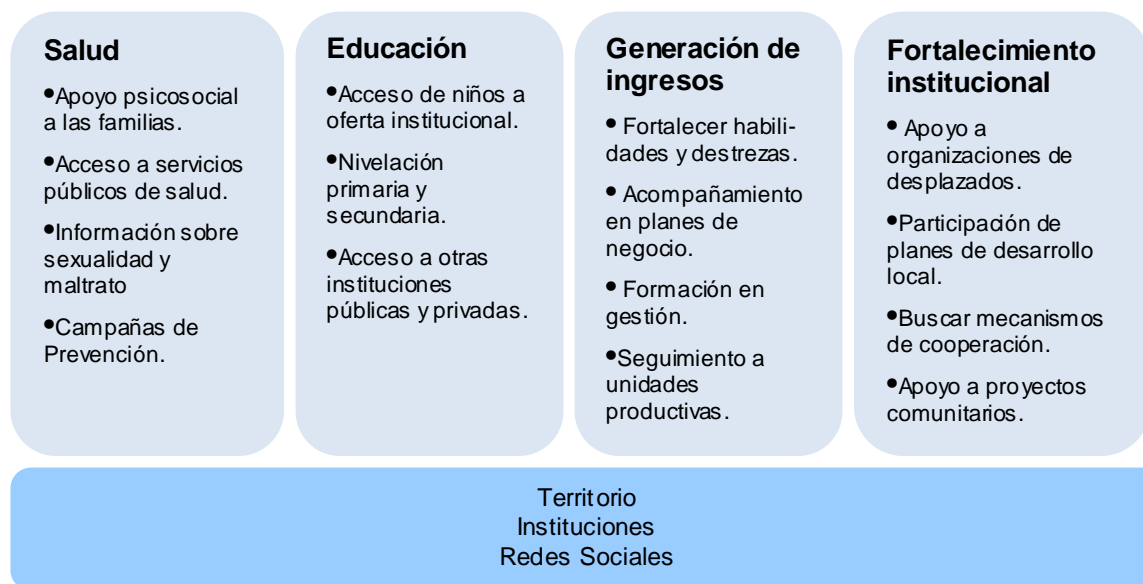 Salud
•Apoyo psicosocial
a las familias.
•Acceso a servicios
públicos de salud.
•Información sobre
sexualidad y
maltrato
•Campañas de
Prevención.
Educación
•Acceso de niños a
oferta institucional.
•Nivelación
primaria y
secundaria.
•Acceso a otras
instituciones
públicas y privadas.
Generación de
ingresos
• Fortalecer habili-
dades y destrezas.
• Acompañamiento
en planes de
negocio.
• Formación en
gestión.
•Seguimiento a
unidades
productivas.
Fortalecimiento
institucional
• Apoyo a
organizaciones de
desplazados.
•Participación de
planes de desarrollo
local.
•Buscar mecanismos
de cooperación.
•Apoyo a proyectos
comunitarios.
Territorio
Instituciones
Redes Sociales